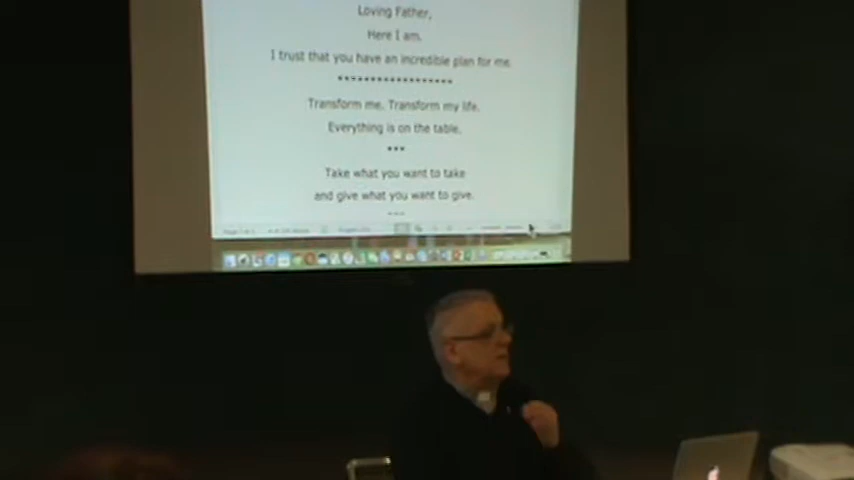 Loving Father,
Here I am.
I trust that you have an incredible plan for me.
******************
Transform me. Transform my life.
Everything is on the table.
***
Take what you want to take
and give what you want to give.